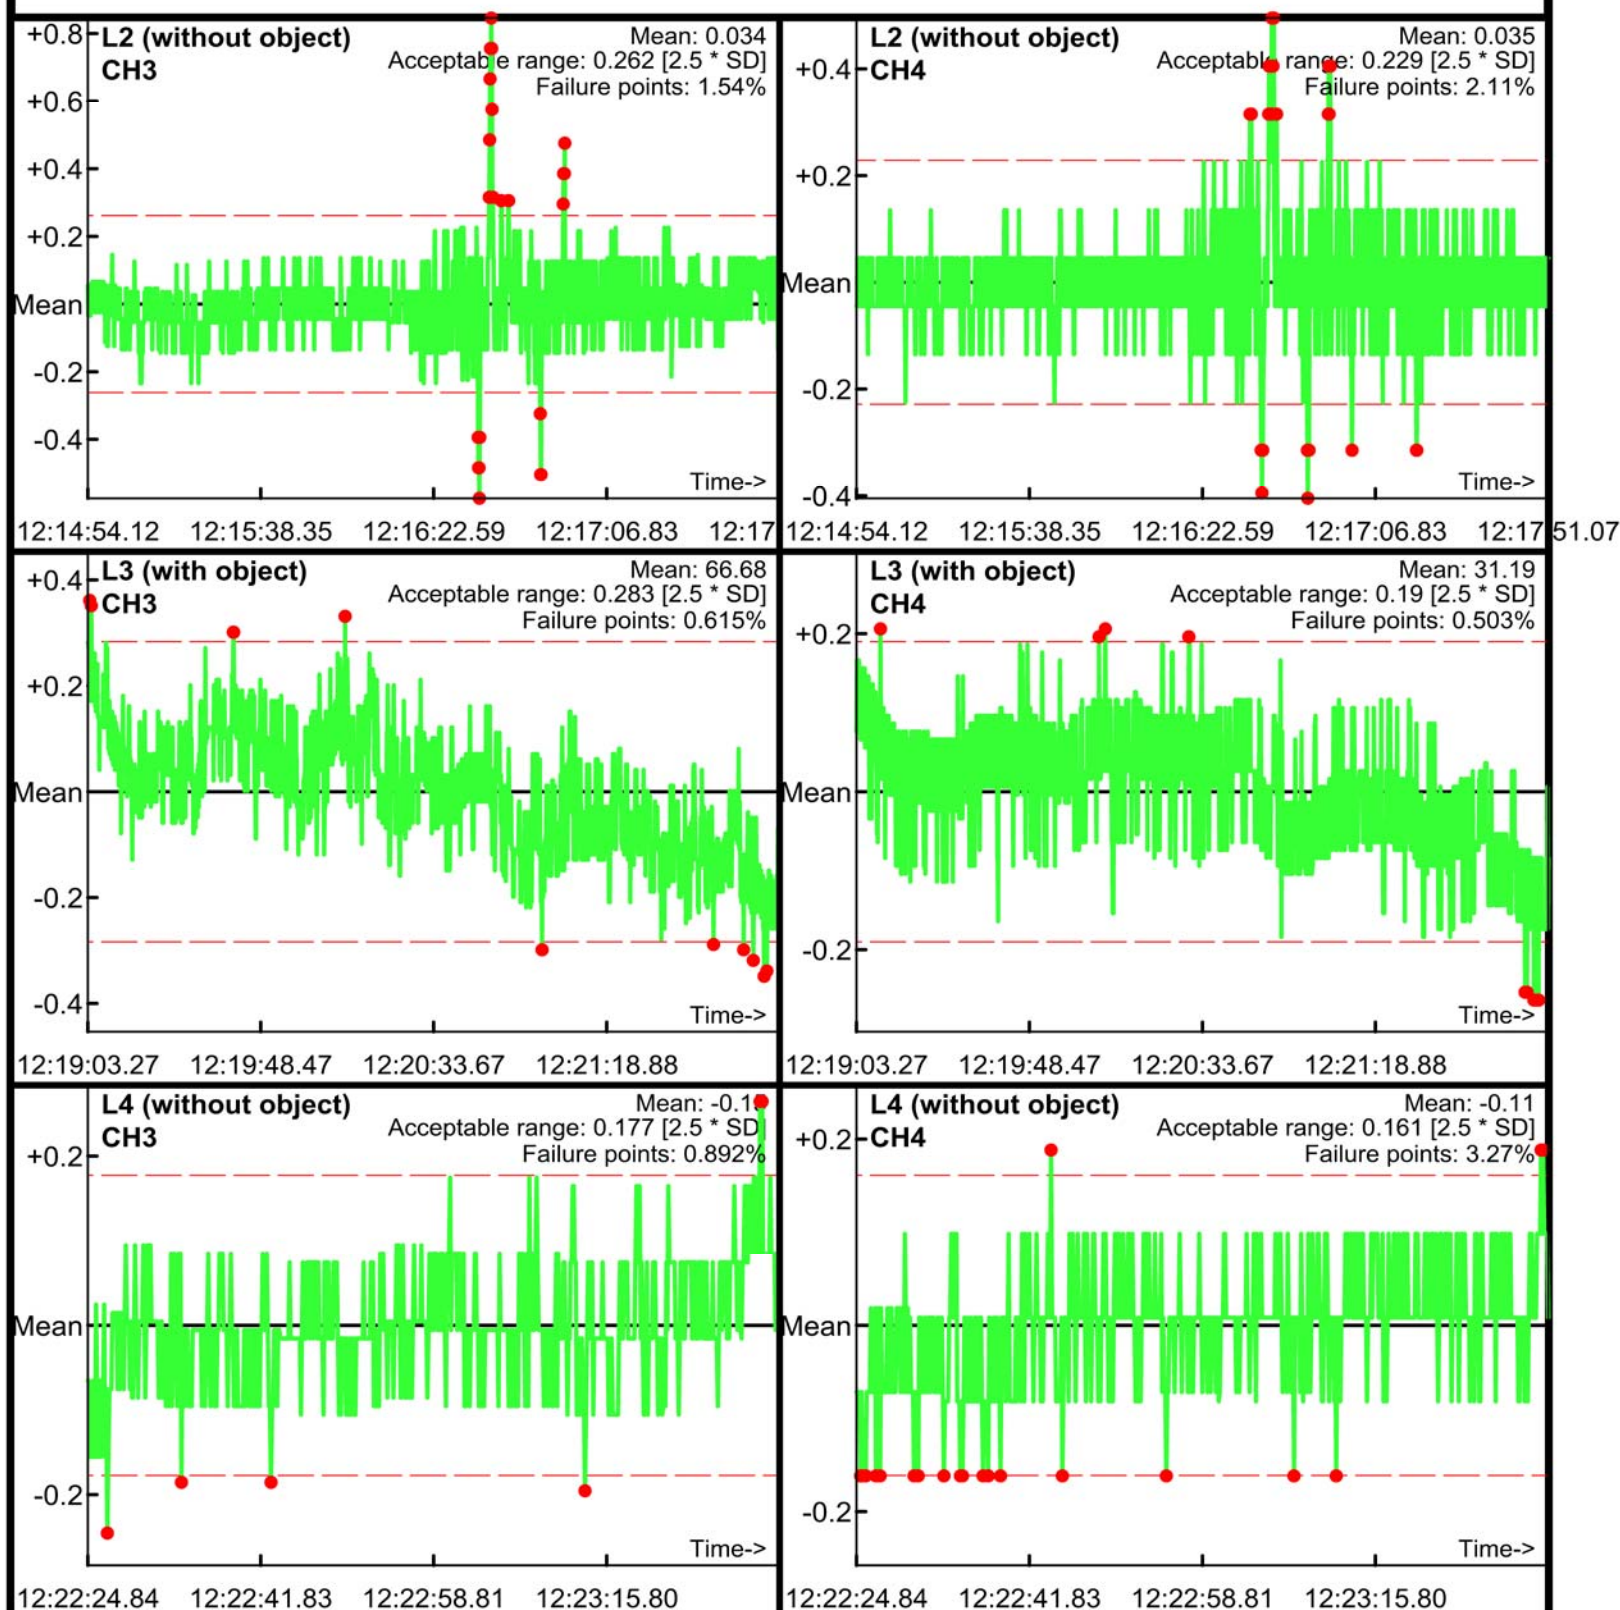 L2 (without object)
CH3
Mean: 0.034
Acceptable range: 0.262 [2.5 * SD]
Failure points: 1.54%
+0.8
+0.6
+0.4
+0.2
Mean
-0.2
-0.4
Time->
12:14:54.12 12:15:38.35 12:16:22.59 12:17:06.83 12:17
L2 (without object)
CH4
Mean: 0.035
Acceptable range: 0.229 [2.5 * SD]
Failure points: 2.11%
+0.4
+0.2
Mean
-0.2
-0.4
Time->
12:14:54.12 12:15:38.35 12:16:22.59 12:17:06.83 12:17:51.07
L3 (with object)
CH3
Mean: 66.68
Acceptable range: 0.283 [2.5 * SD]
Failure points: 0.615%
+0.4
+0.2
Mean
-0.2
-0.4
Time->
12:19:03.27 12:19:48.47 12:20:33.67 12:21:18.88
L3 (with object)
CH4
Mean: 31.19
Acceptable range: 0.19 [2.5 * SD]
Failure points: 0.503%
+0.2
Mean
-0.2
Time->
12:19:03.27 12:19:48.47 12:20:33.67 12:21:18.88
L4 (without object)
CH3
Mean:
Acceptable range: 0.177 [2.5 * SD]
Failure points: 0.892%
+0.2
Mean
-0.2
Time->
12:22:24.84 12:22:41.83 12:22:58.81 12:23:15.80
L4 (without object)
CH4
Mean: -0.11
Acceptable range: 0.161 [2.5 * SD]
Failure points: 3.27%
+0.2
Mean
-0.2
Time->
12:22:24.84 12:22:41.83 12:22:58.81 12:23:15.80